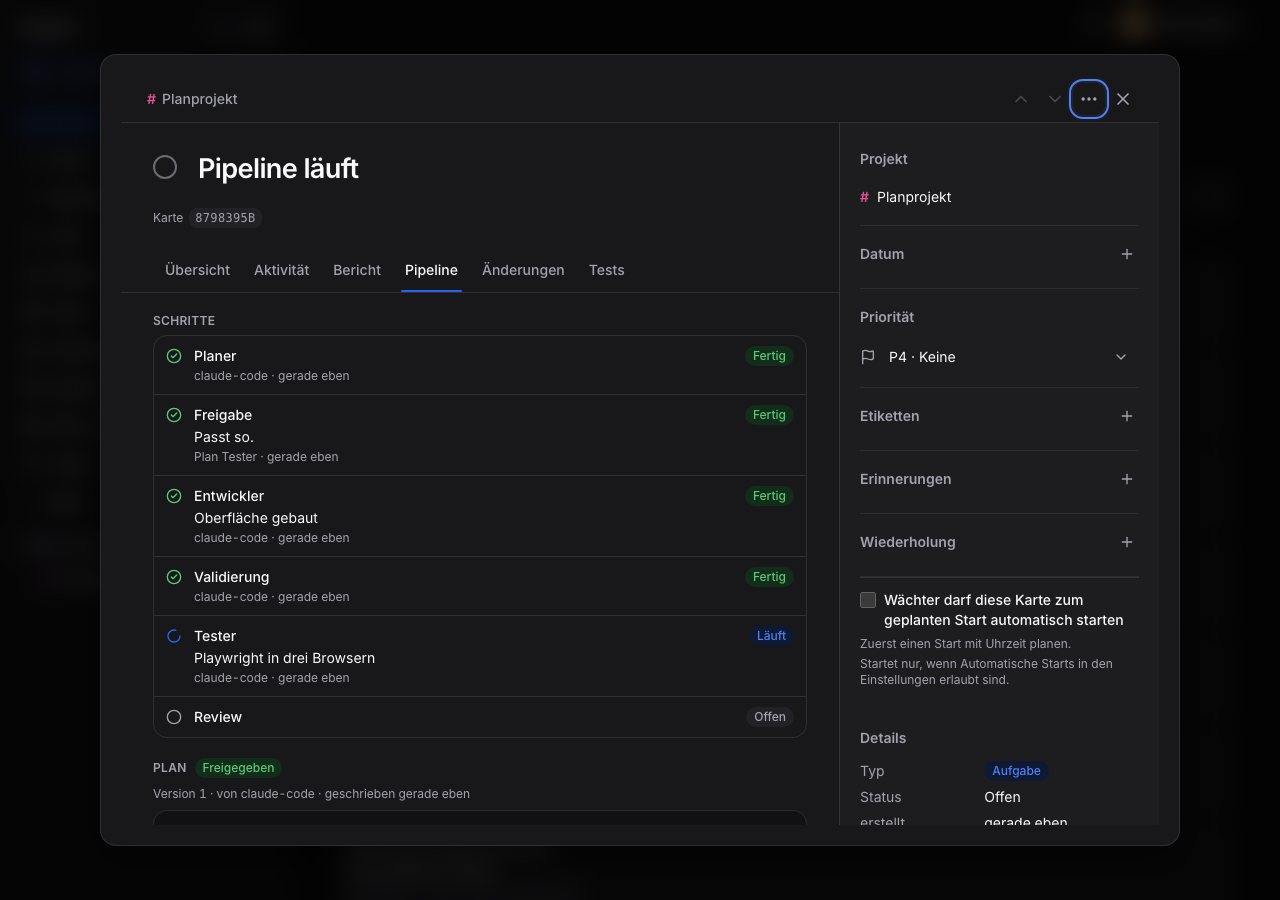 # Planprojekt
Pipeline läuft
Karte 8798395B
Übersicht Aktivität Bericht Pipeline Änderungen Tests
SCHRITTE
Planer Fertig
claude-code · gerade eben
Freigabe Fertig
Passt so.
Plan Tester · gerade eben
Entwickler Fertig
Oberfläche gebaut
claude-code · gerade eben
Validierung Fertig
claude-code · gerade eben
Tester Läuft
Playwright in drei Browsern
claude-code · gerade eben
Review Offen
PLAN Freigegeben
Version 1 · von claude-code · geschrieben gerade eben
Projekt
# Planprojekt
Datum
Priorität
P4 · Keine
Etiketten
Erinnerungen
Wiederholung
Wächter darf diese Karte zum
geplanten Start automatisch starten
Zuerst einen Start mit Uhrzeit planen.
Startet nur, wenn Automatische Starts in den
Einstellungen erlaubt sind.
Details
Typ Aufgabe
Status Offen
erstellt gerade eben